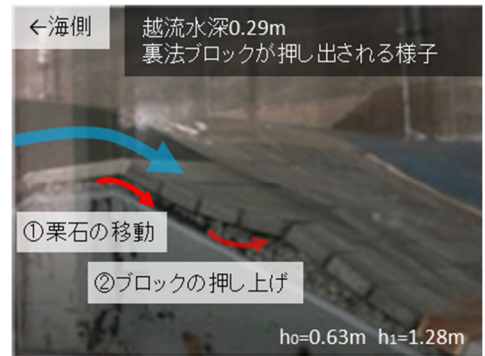 ←海側
越流水深0.29m
裏法ブロックが押し出される様子
①栗石の移動
②ブロックの押し上げ
h0=0.63m h1=1.28m